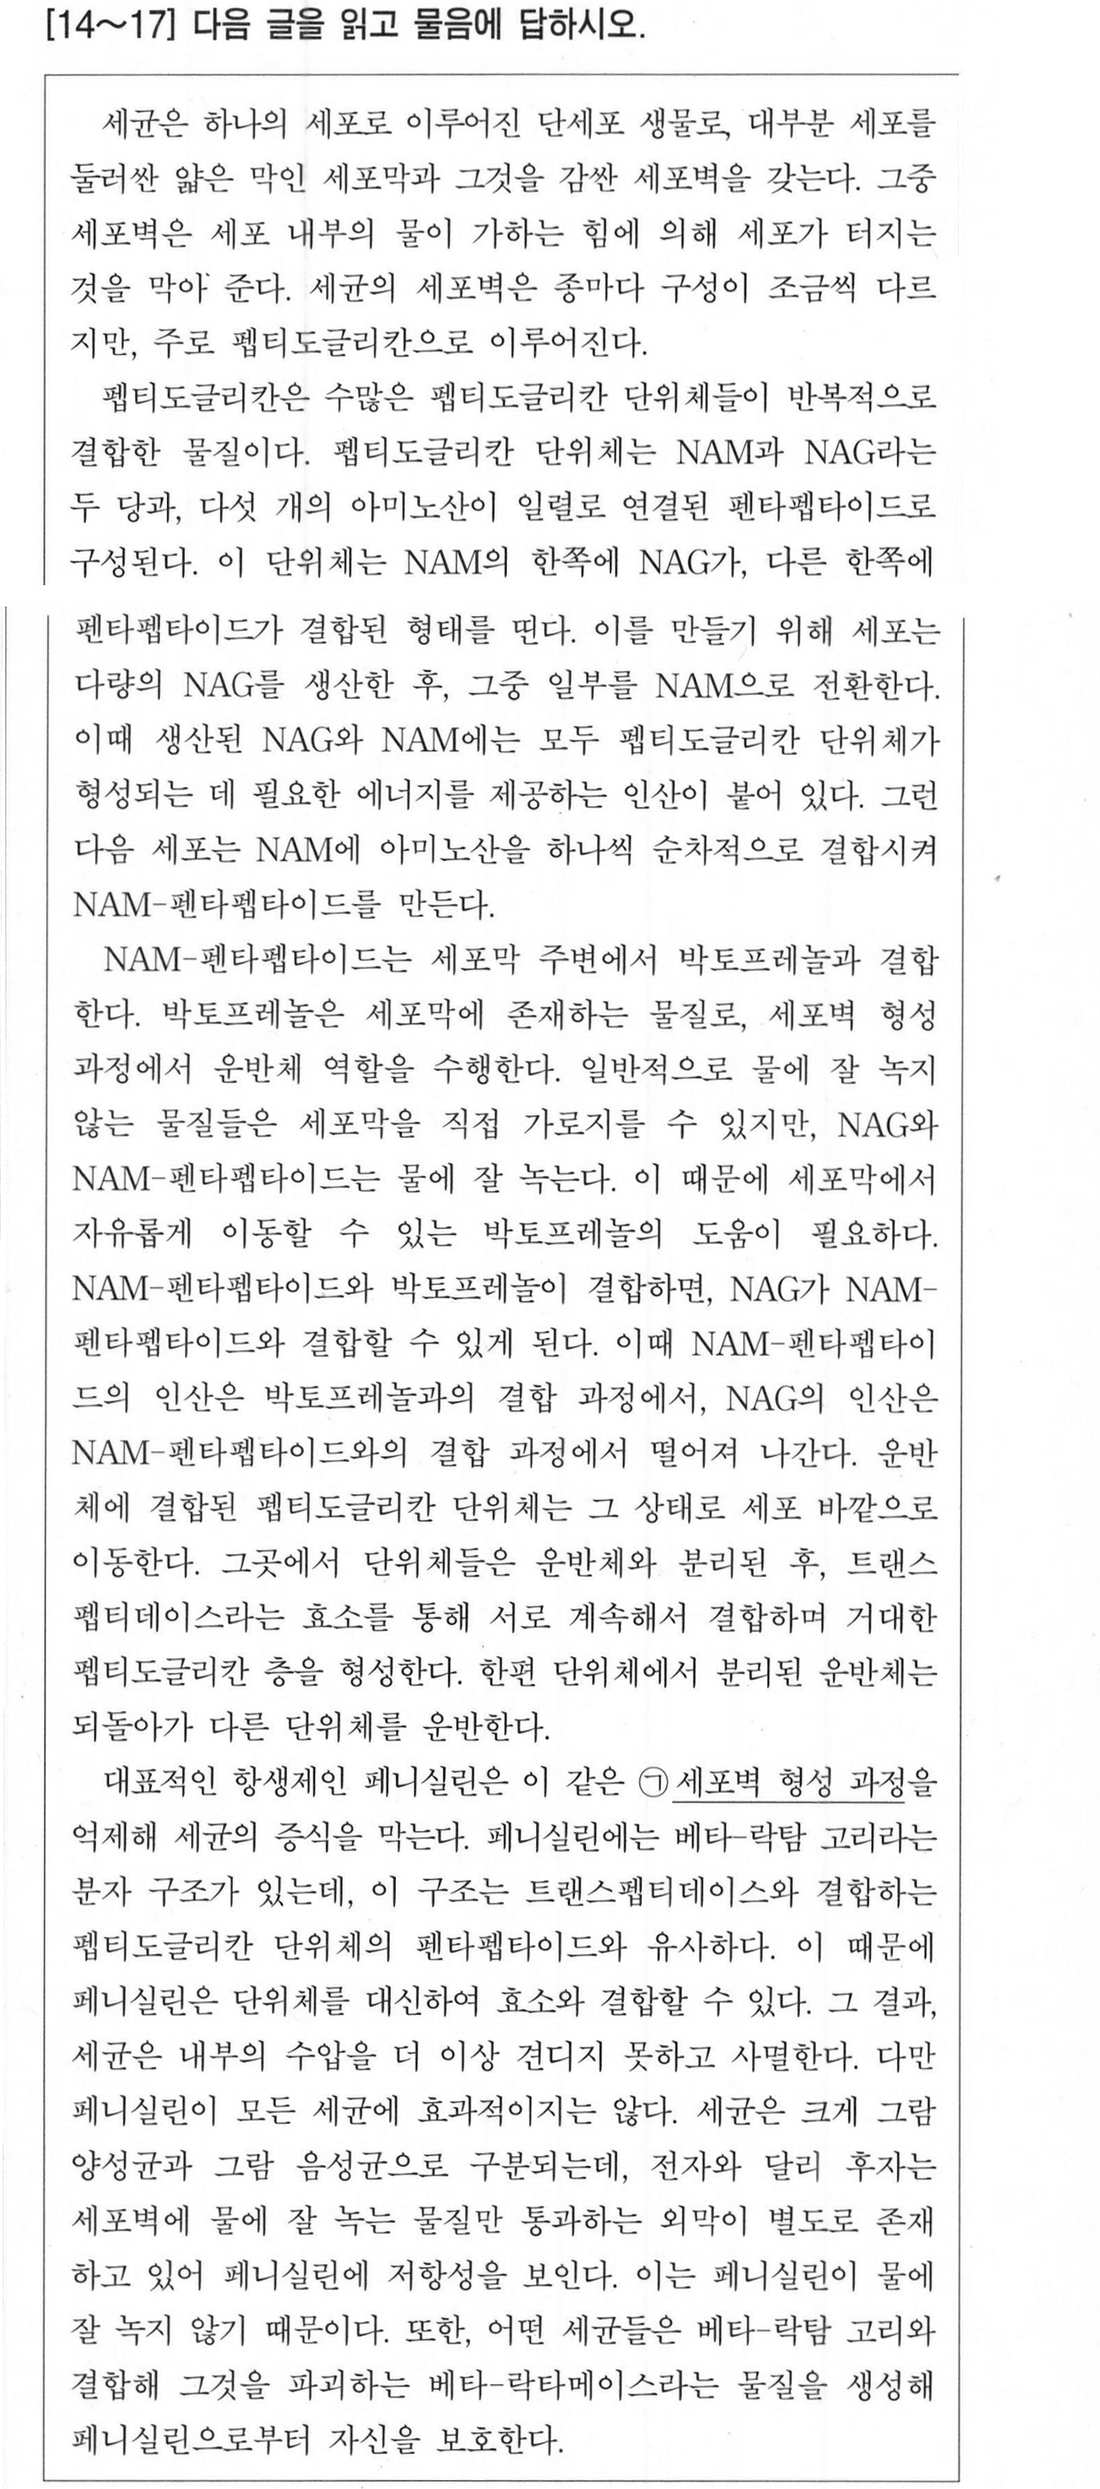 [14～17] 다음 글을 읽고 물음에 답하시오.
세균은 하나의 세포로 이루어진 단세포 생물로, 대부분 세포를
둘러싼 얇은 막인 세포막과 그것을 감싼 세포벽을 갖는다. 그중
세포벽은 세포 내부의 물이 가하는 힘에 의해 세포가 터지는
것을 막아 준다. 세균의 세포벽은 종마다 구성이 조금씩 다르
지만, 주로 펩티도글리칸으로 이루어진다.
펩티도글리칸은 수많은 펩티도글리칸 단위체들이 반복적으로
결합한 물질이다. 펩티도글리칸 단위체는 NAM과 NAG라는
두 당과, 다섯 개의 아미노산이 일렬로 연결된 펜타펩타이드로
구성된다. 이 단위체는 NAM의 한쪽에 NAG가, 다른 한쪽에
펜타펩타이드가 결합된 형태를 띤다. 이를 만들기 위해 세포는
다량의 NAG를 생산한 후, 그중 일부를 NAM으로 전환한다.
이때 생산된 NAG와 NAM에는 모두 펩티도글리칸 단위체가
형성되는 데 필요한 에너지를 제공하는 인산이 붙어 있다. 그런
다음 세포는 NAM에 아미노산을 하나씩 순차적으로 결합시켜
NAM-펜타펩타이드를 만든다.
NAM-펜타펩타이드는 세포막 주변에서 박토프레놀과 결합
한다. 박토프레놀은 세포막에 존재하는 물질로, 세포벽 형성
과정에서 운반체 역할을 수행한다. 일반적으로 물에 잘 녹지
않는 물질들은 세포막을 직접 가로지를 수 있지만, NAG와
NAM-펜타펩타이드는 물에 잘 녹는다. 이 때문에 세포막에서
자유롭게 이동할 수 있는 박토프레놀의 도움이 필요하다.
NAM-펜타펩타이드와 박토프레놀이 결합하면, NAG가 NAM-
펜타펩타이드와 결합할 수 있게 된다. 이때 NAM-펜타펩타이
드의 인산은 박토프레놀과의 결합 과정에서, NAG의 인산은
NAM-펜타펩타이드와의 결합 과정에서 떨어져 나간다. 운반
체에 결합된 펩티도글리칸 단위체는 그 상태로 세포 바깥으로
이동한다. 그곳에서 단위체들은 운반체와 분리된 후, 트랜스
펩티데이스라는 효소를 통해 서로 계속해서 결합하며 거대한
펩티도글리칸 층을 형성한다. 한편 단위체에서 분리된 운반체는
되돌아가 다른 단위체를 운반한다.
대표적인 항생제인 페니실린은 이 같은 ㉠세포벽 형성 과정을
억제해 세균의 증식을 막는다. 페니실린에는 베타-락탐 고리라는
분자 구조가 있는데, 이 구조는 트랜스펩티데이스와 결합하는
펩티도글리칸 단위체의 펜타펩타이드와 유사하다. 이 때문에
페니실린은 단위체를 대신하여 효소와 결합할 수 있다. 그 결과,
세균은 내부의 수압을 더 이상 견디지 못하고 사멸한다. 다만
페니실린이 모든 세균에 효과적이지는 않다. 세균은 크게 그람
양성균과 그람 음성균으로 구분되는데, 전자와 달리 후자는
세포벽에 물에 잘 녹는 물질만 통과하는 외막이 별도로 존재
하고 있어 페니실린에 저항성을 보인다. 이는 페니실린이 물에
잘 녹지 않기 때문이다. 또한, 어떤 세균들은 베타-락탐 고리와
결합해 그것을 파괴하는 베타-락타메이스라는 물질을 생성해
페니실린으로부터 자신을 보호한다.